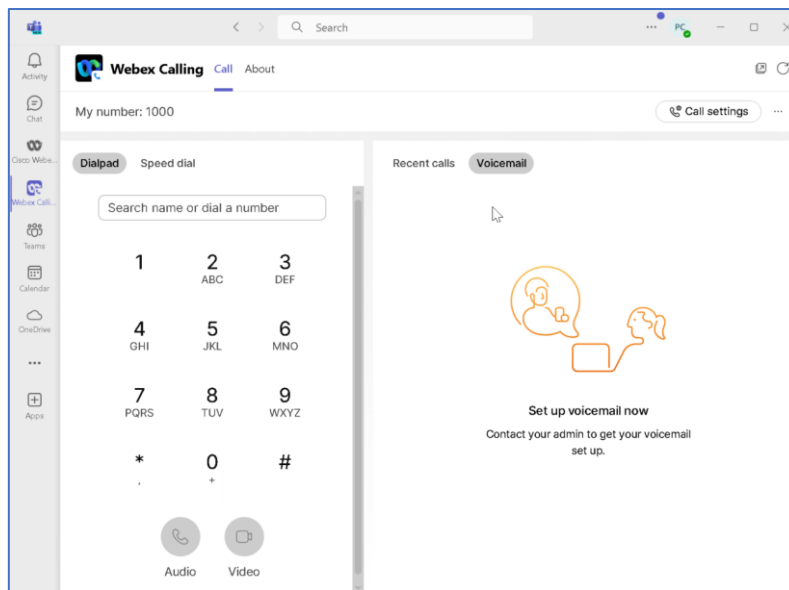 Search
PC
Activity
Chat
Cisco Webe...
Webex Calli...
Teams
Calendar
OneDrive
Apps
Webex Calling Call About
My number: 1000
Call settings
Dialpad Speed dial
Search name or dial a number
1 2 3
ABC DEF
4 5 6
GHI JKL MNO
7 8 9
PQRS TUV WXYZ
* 0 #
, +
Audio Video
Recent calls Voicemail
Set up voicemail now
Contact your admin to get your voicemail
set up.